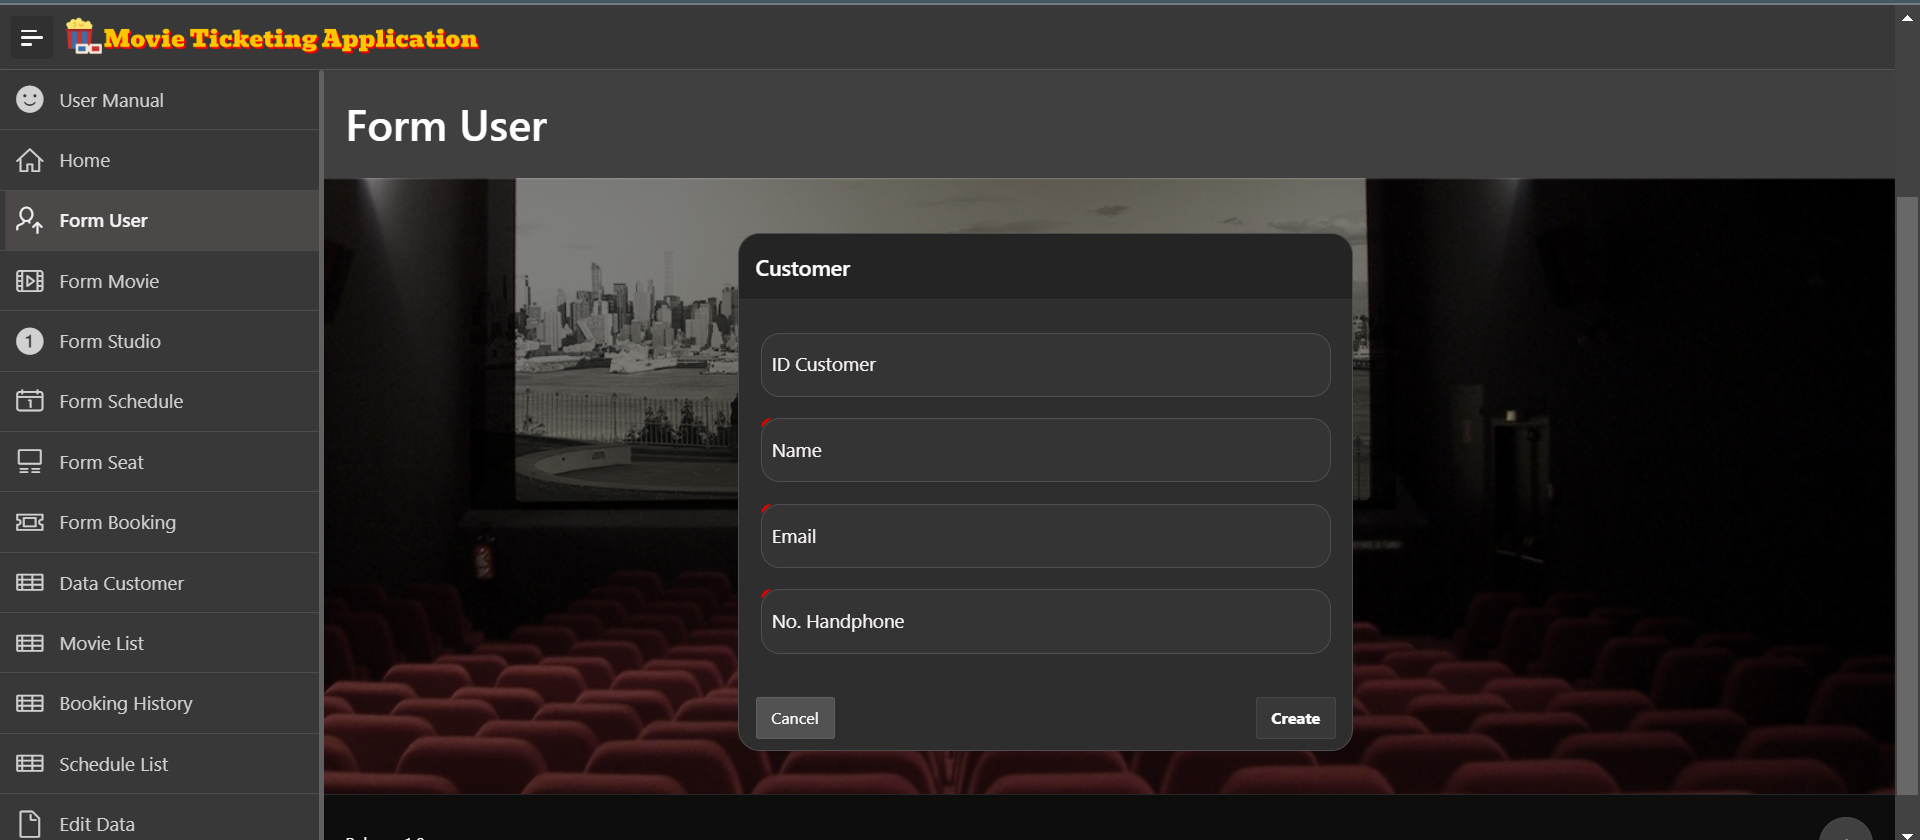 Movie Ticketing Application
User Manual
Home
Form User
Form Movie
1
Form Studio
1
Form Schedule
Form Seat
Form Booking
Data Customer
Movie List
Booking History
Schedule List
Edit Data
Form User
Customer
ID Customer
Name
Email
No. Handphone
Cancel
Create